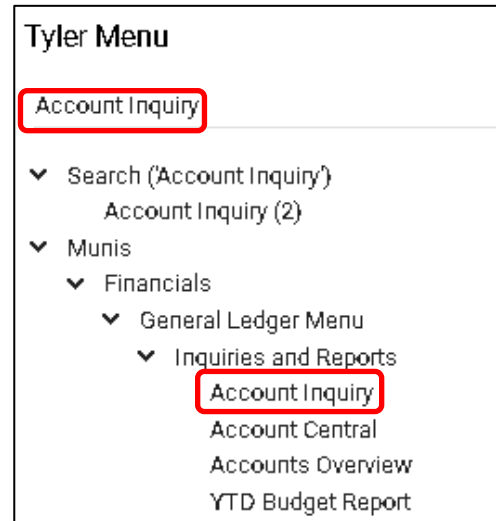 Tyler Menu
Account Inquiry
Search ('Account Inquiry')
Account Inquiry (2)
Munis
Financials
General Ledger Menu
Inquiries and Reports
Account Inquiry
Account Central
Accounts Overview
YTD Budget Report